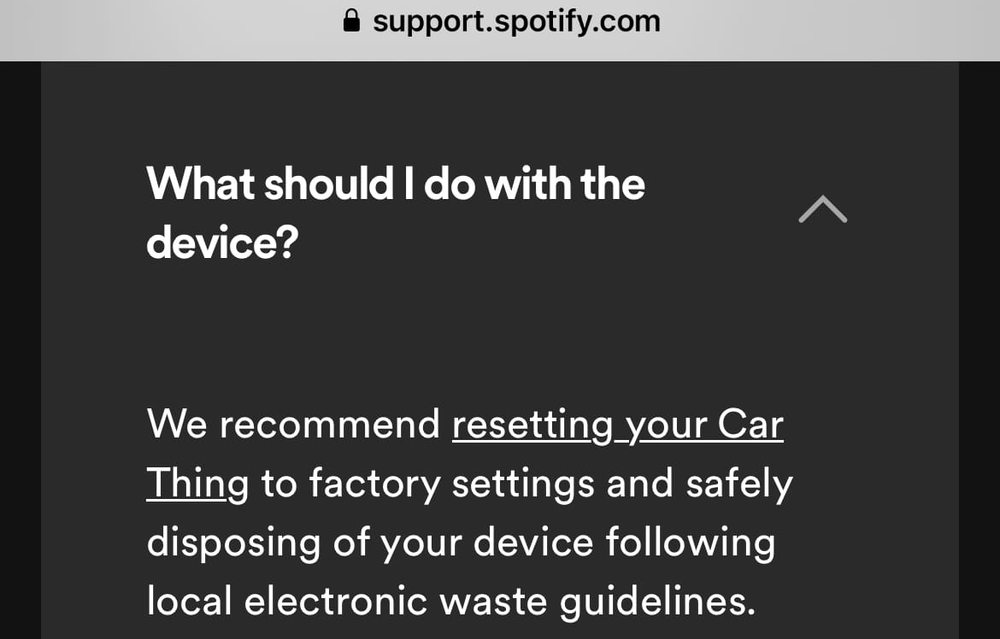 support.spotify.com
What should I do with the
device?
We recommend resetting your Car
Thing to factory settings and safely
disposing of your device following
local electronic waste guidelines.